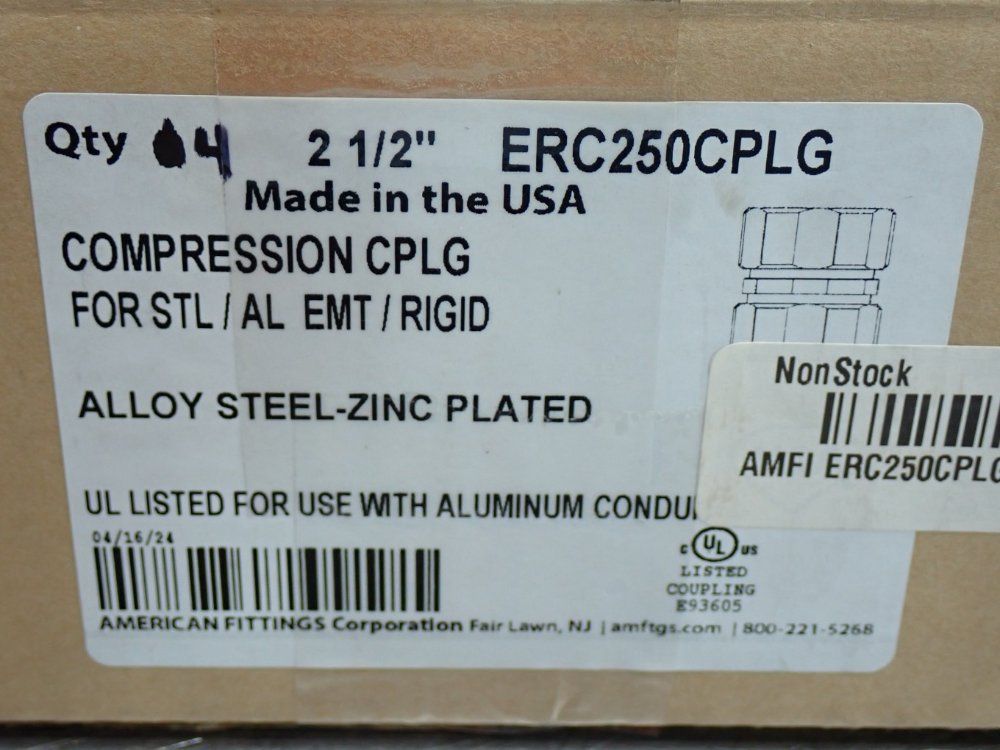 Qty 4 2 1/2" ERC250CPLG
Made in the USA
COMPRESSION CPLG
FOR STL / AL EMT / RIGID
ALLOY STEEL-ZINC PLATED
NonStock
AMFI ERC250CPLG
UL LISTED FOR USE WITH ALUMINUM CONDUI
04/16/24
C UL US
LISTED
COUPLING
E93605
AMERICAN FITTINGS Corporation Fair Lawn, NJ | amftgs.com | 800-221-5268